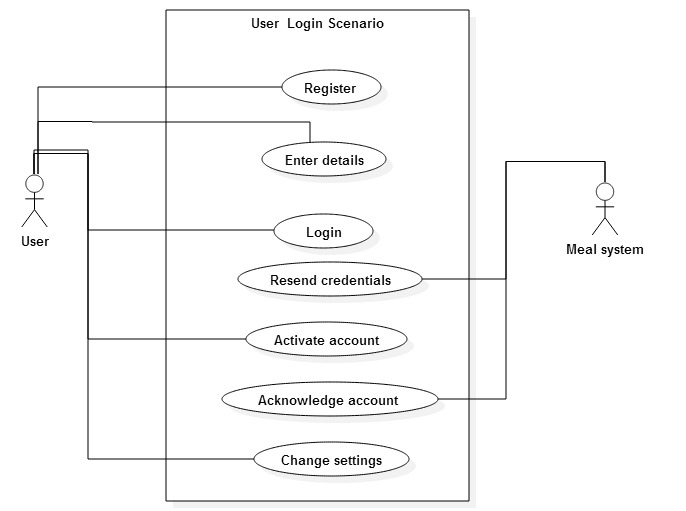 User Login Scenario
Register
Enter details
Login
Resend credentials
Activate account
Acknowledge account
Change settings
User
Meal system